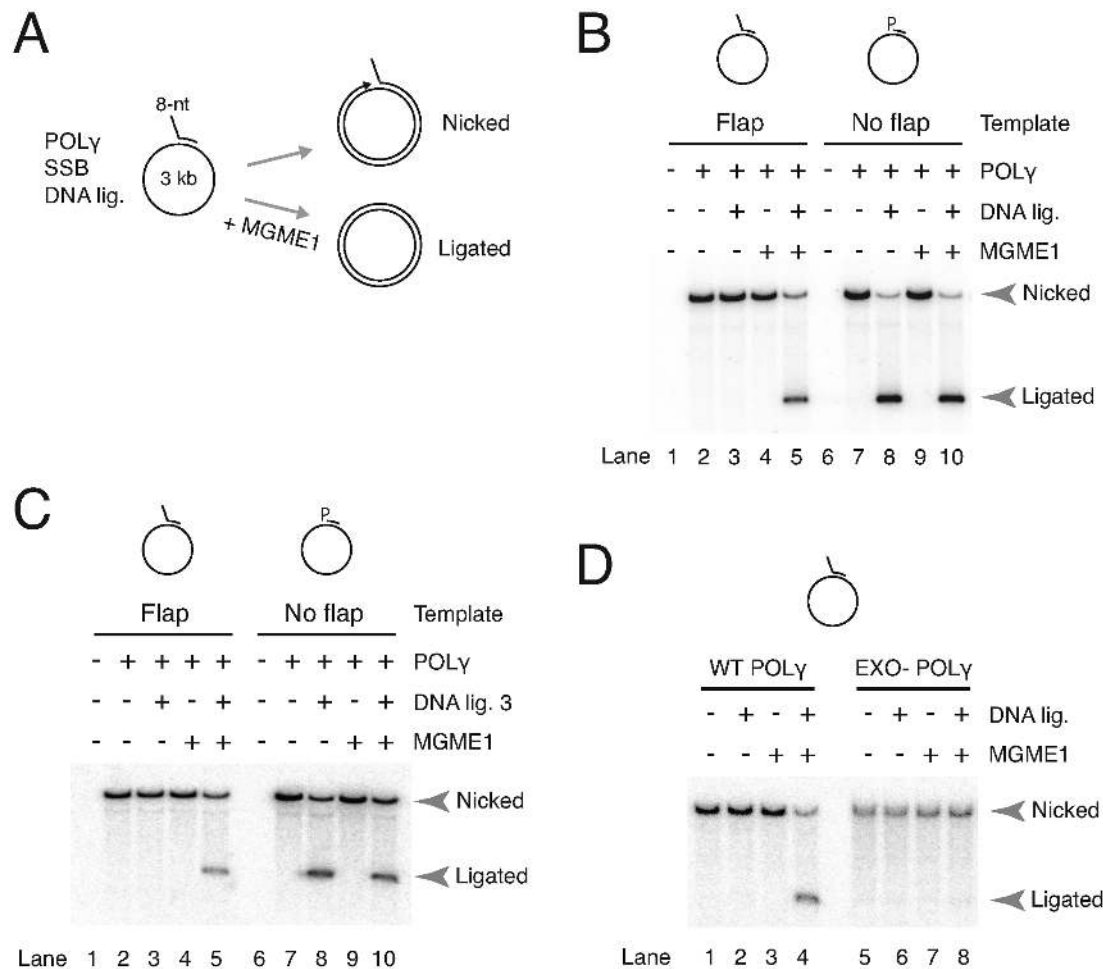 A
8-nt
POLγ
SSB
DNA lig.
3 kb
+ MGME1
Nicked
Ligated
B
P
Flap No flap Template
- + + + + - + + + + POLγ
- - + - + - - + - + DNA lig.
- - - + + - - - + + MGME1
Nicked
Ligated
Lane 1 2 3 4 5 6 7 8 9 10
C
P
Flap No flap Template
- + + + + - + + + + POLγ
- - + - + - - + - + DNA lig. 3
- - - + + - - - + + MGME1
Nicked
Ligated
Lane 1 2 3 4 5 6 7 8 9 10
D
WT POLγ EXO- POLγ
- + - + - + - + DNA lig.
- - + + - - + + MGME1
Nicked
Ligated
Lane 1 2 3 4 5 6 7 8